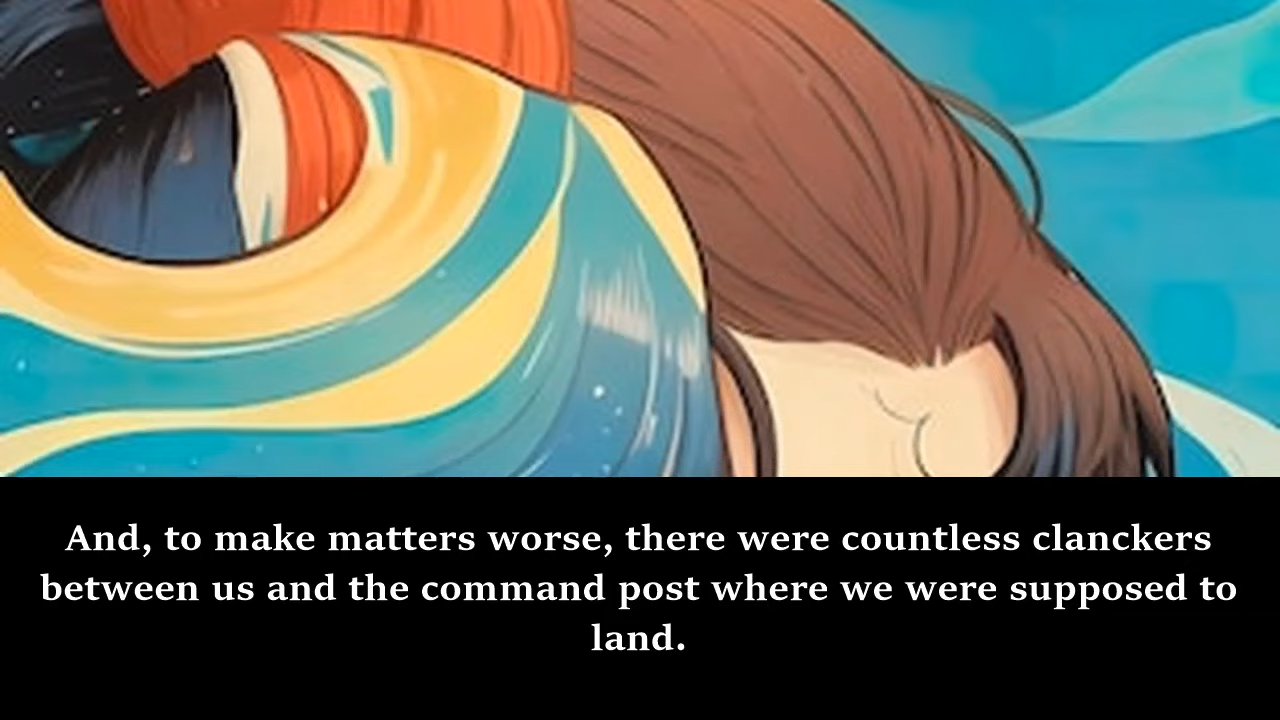 And, to make matters worse, there were countless clanckers
between us and the command post where we were supposed to
land.